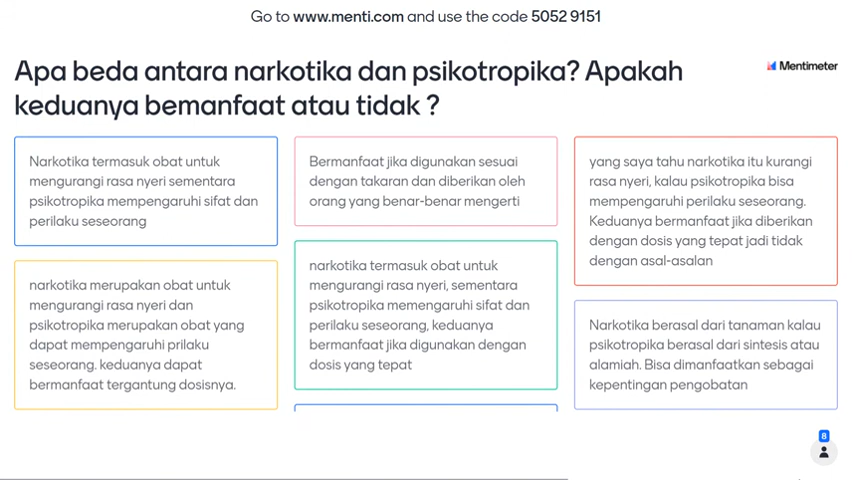 Go to www.menti.com and use the code 5052 9151
Apa beda antara narkotika dan psikotropika? Apakah
keduanya bemanfaat atau tidak ?
Mentimeter
Narkotika termasuk obat untuk
mengurangi rasa nyeri sementara
psikotropika mempengaruhi sifat dan
perilaku seseorang
narkotika merupakan obat untuk
mengurangi rasa nyeri dan
psikotropika merupakan obat yang
dapat mempengaruhi prilaku
seseorang. keduanya dapat
bermanfaat tergantung dosisnya.
Bermanfaat jika digunakan sesuai
dengan takaran dan diberikan oleh
orang yang benar-benar mengerti
narkotika termasuk obat untuk
mengurangi rasa nyeri, sementara
psikotropika memengaruhi sifat dan
perilaku seseorang, keduanya
bermanfaat jika digunakan dengan
dosis yang tepat
yang saya tahu narkotika itu kurangi
rasa nyeri, kalau psikotropika bisa
mempengaruhi perilaku seseorang.
Keduanya bermanfaat jika diberikan
dengan dosis yang tepat jadi tidak
dengan asal-asalan
Narkotika berasal dari tanaman kalau
psikotropika berasal dari sintesis atau
alamiah. Bisa dimanfaatkan sebagai
kepentingan pengobatan
8